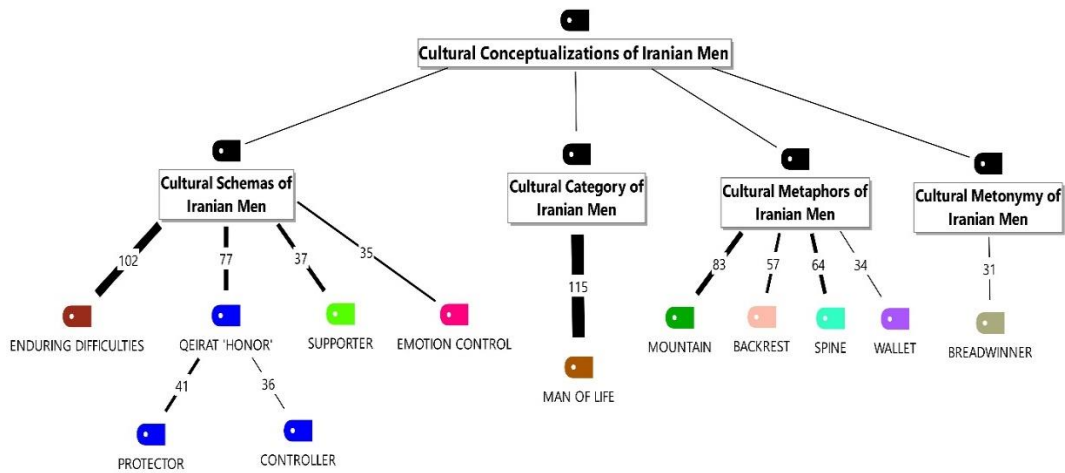 Cultural Conceptualizations of Iranian Men
Cultural Schemas of
Iranian Men
Cultural Category of
Iranian Men
Cultural Metaphors of
Iranian Men
Cultural Metonymy of
Iranian Men
102
77
37
35
115
83
57
64
34
31
ENDURING DIFFICULTIES
QEIRAT 'HONOR'
SUPPORTER
EMOTION CONTROL
MAN OF LIFE
MOUNTAIN
BACKREST
SPINE
WALLET
BREADWINNER
41
36
PROTECTOR
CONTROLLER